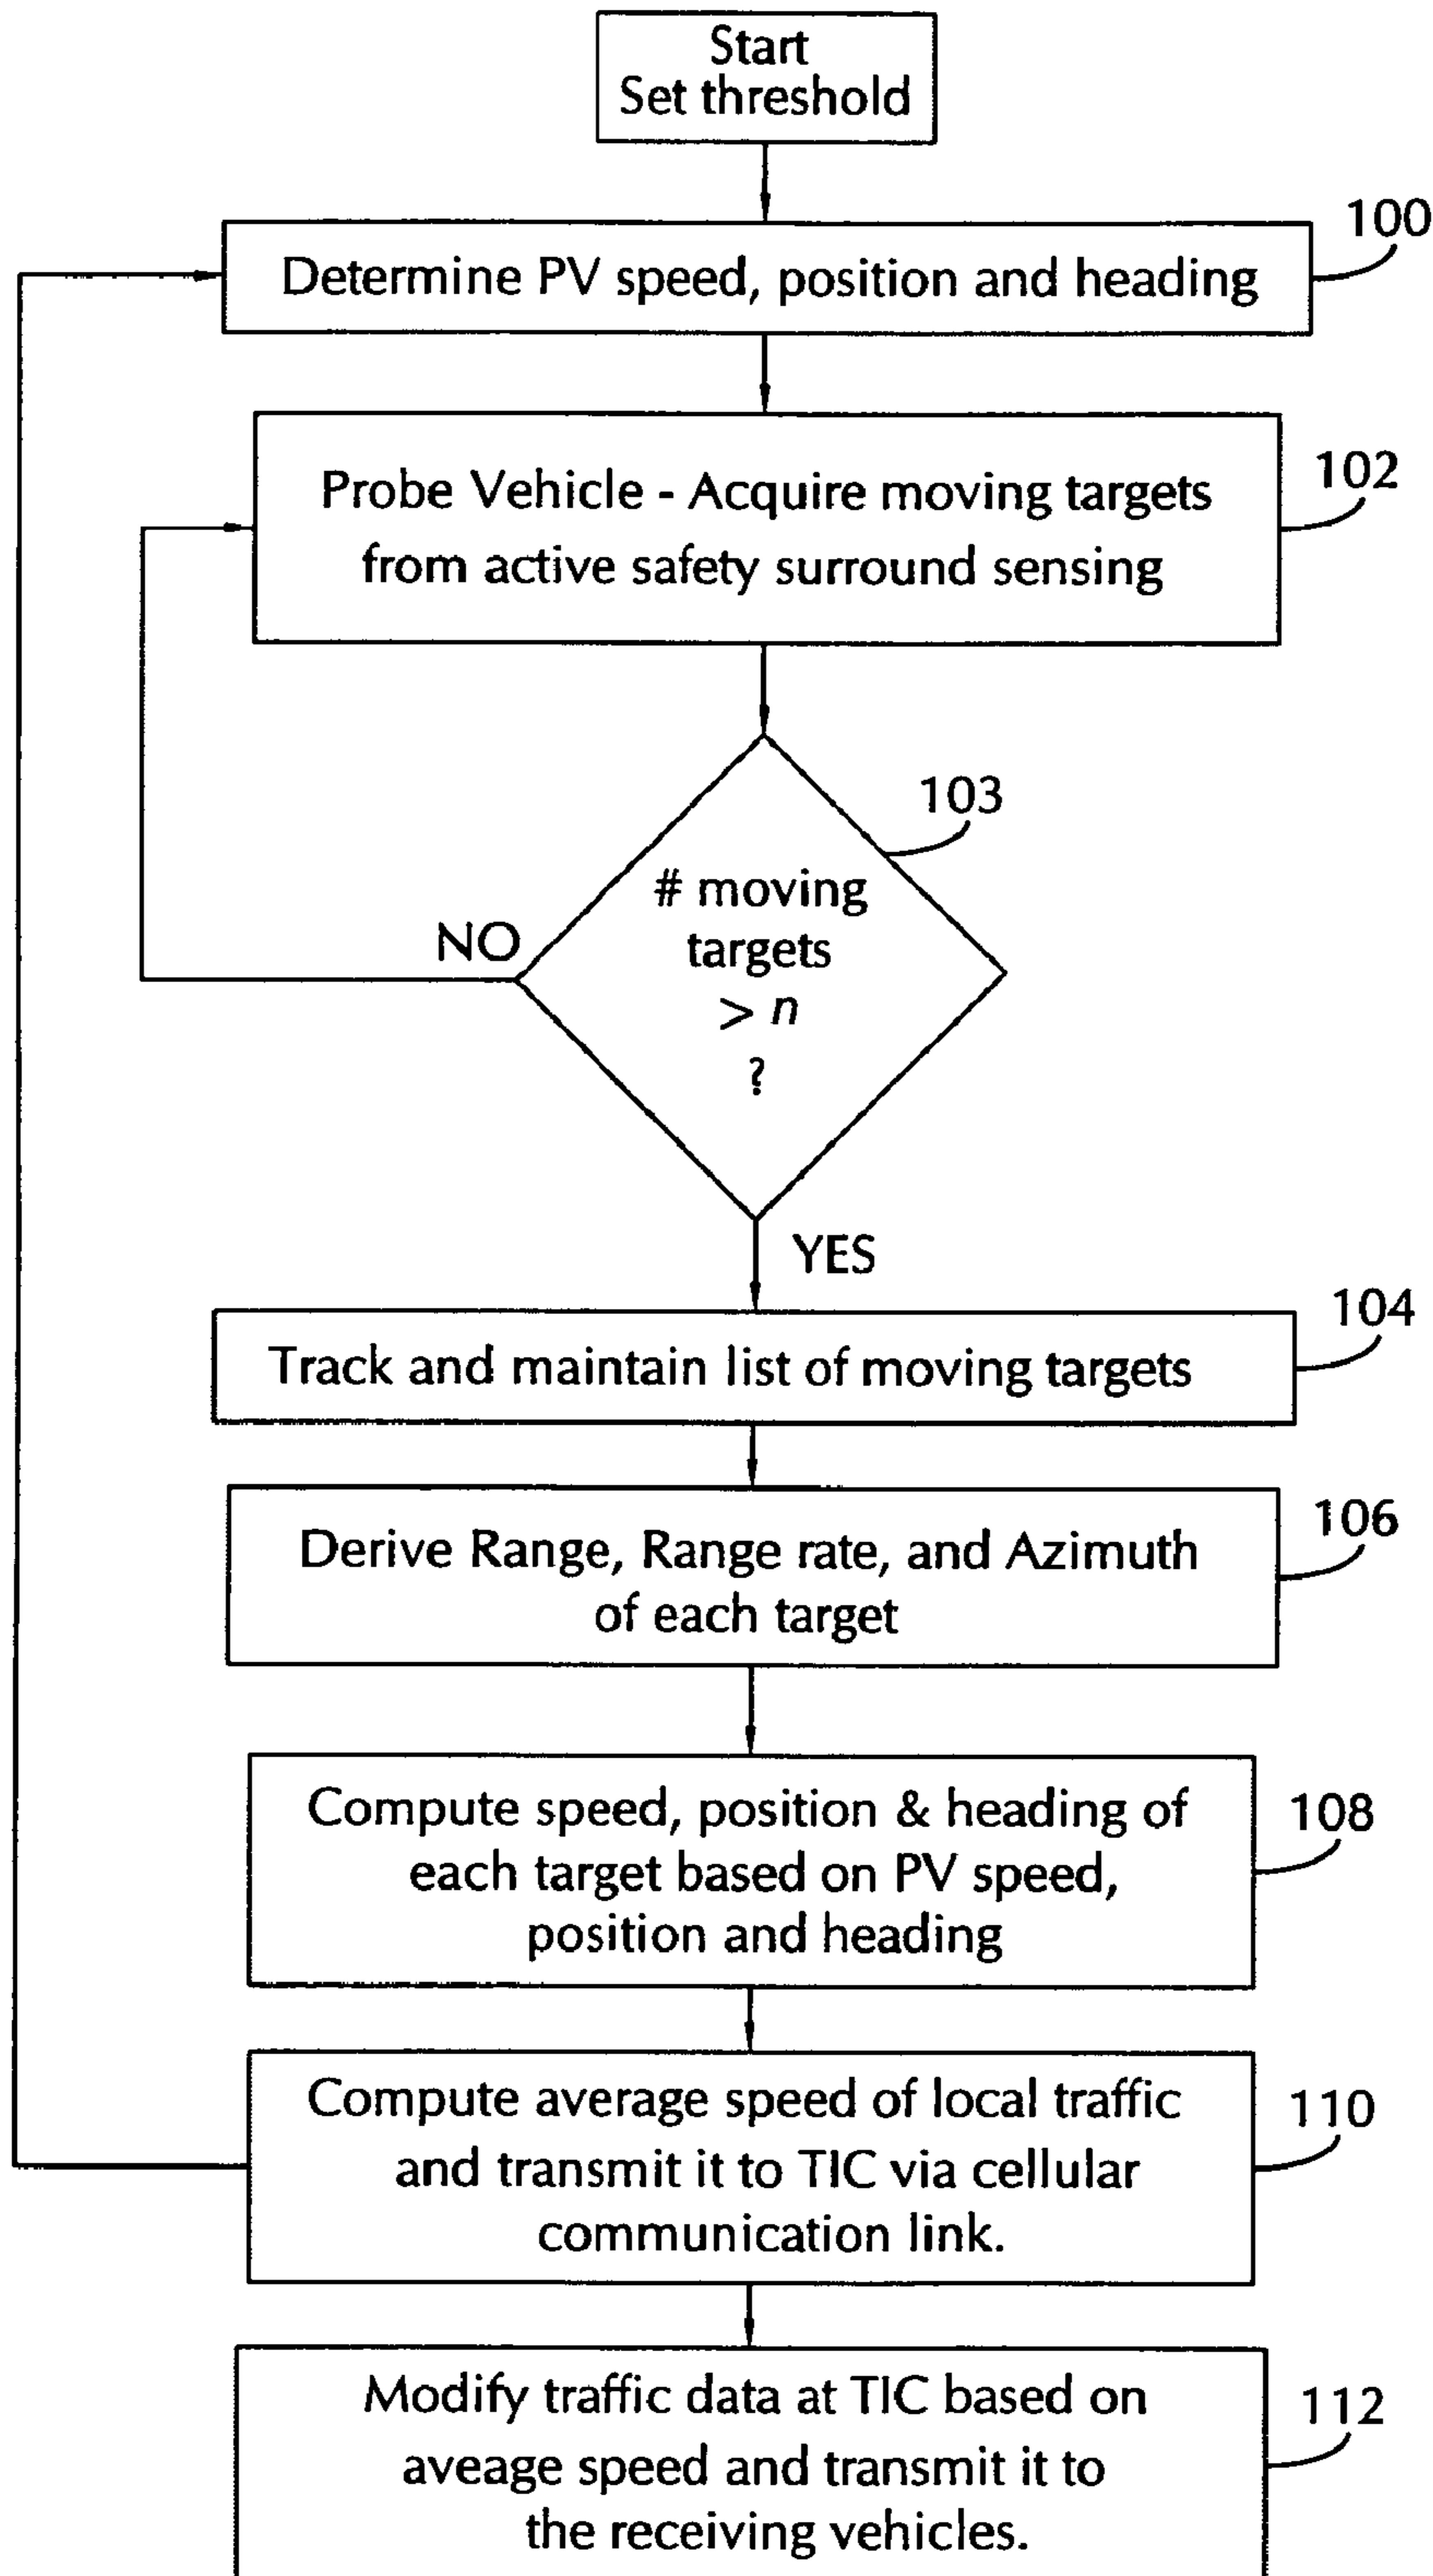 Start
Set threshold
100
Determine PV speed, position and heading
102
Probe Vehicle - Acquire moving targets
from active safety surround sensing
103
# moving
targets
> n
?
NO
YES
104
Track and maintain list of moving targets
106
Derive Range, Range rate, and Azimuth
of each target
108
Compute speed, position & heading of
each target based on PV speed,
position and heading
110
Compute average speed of local traffic
and transmit it to TIC via cellular
communication link.
112
Modify traffic data at TIC based on
aveage speed and transmit it to
the receiving vehicles.